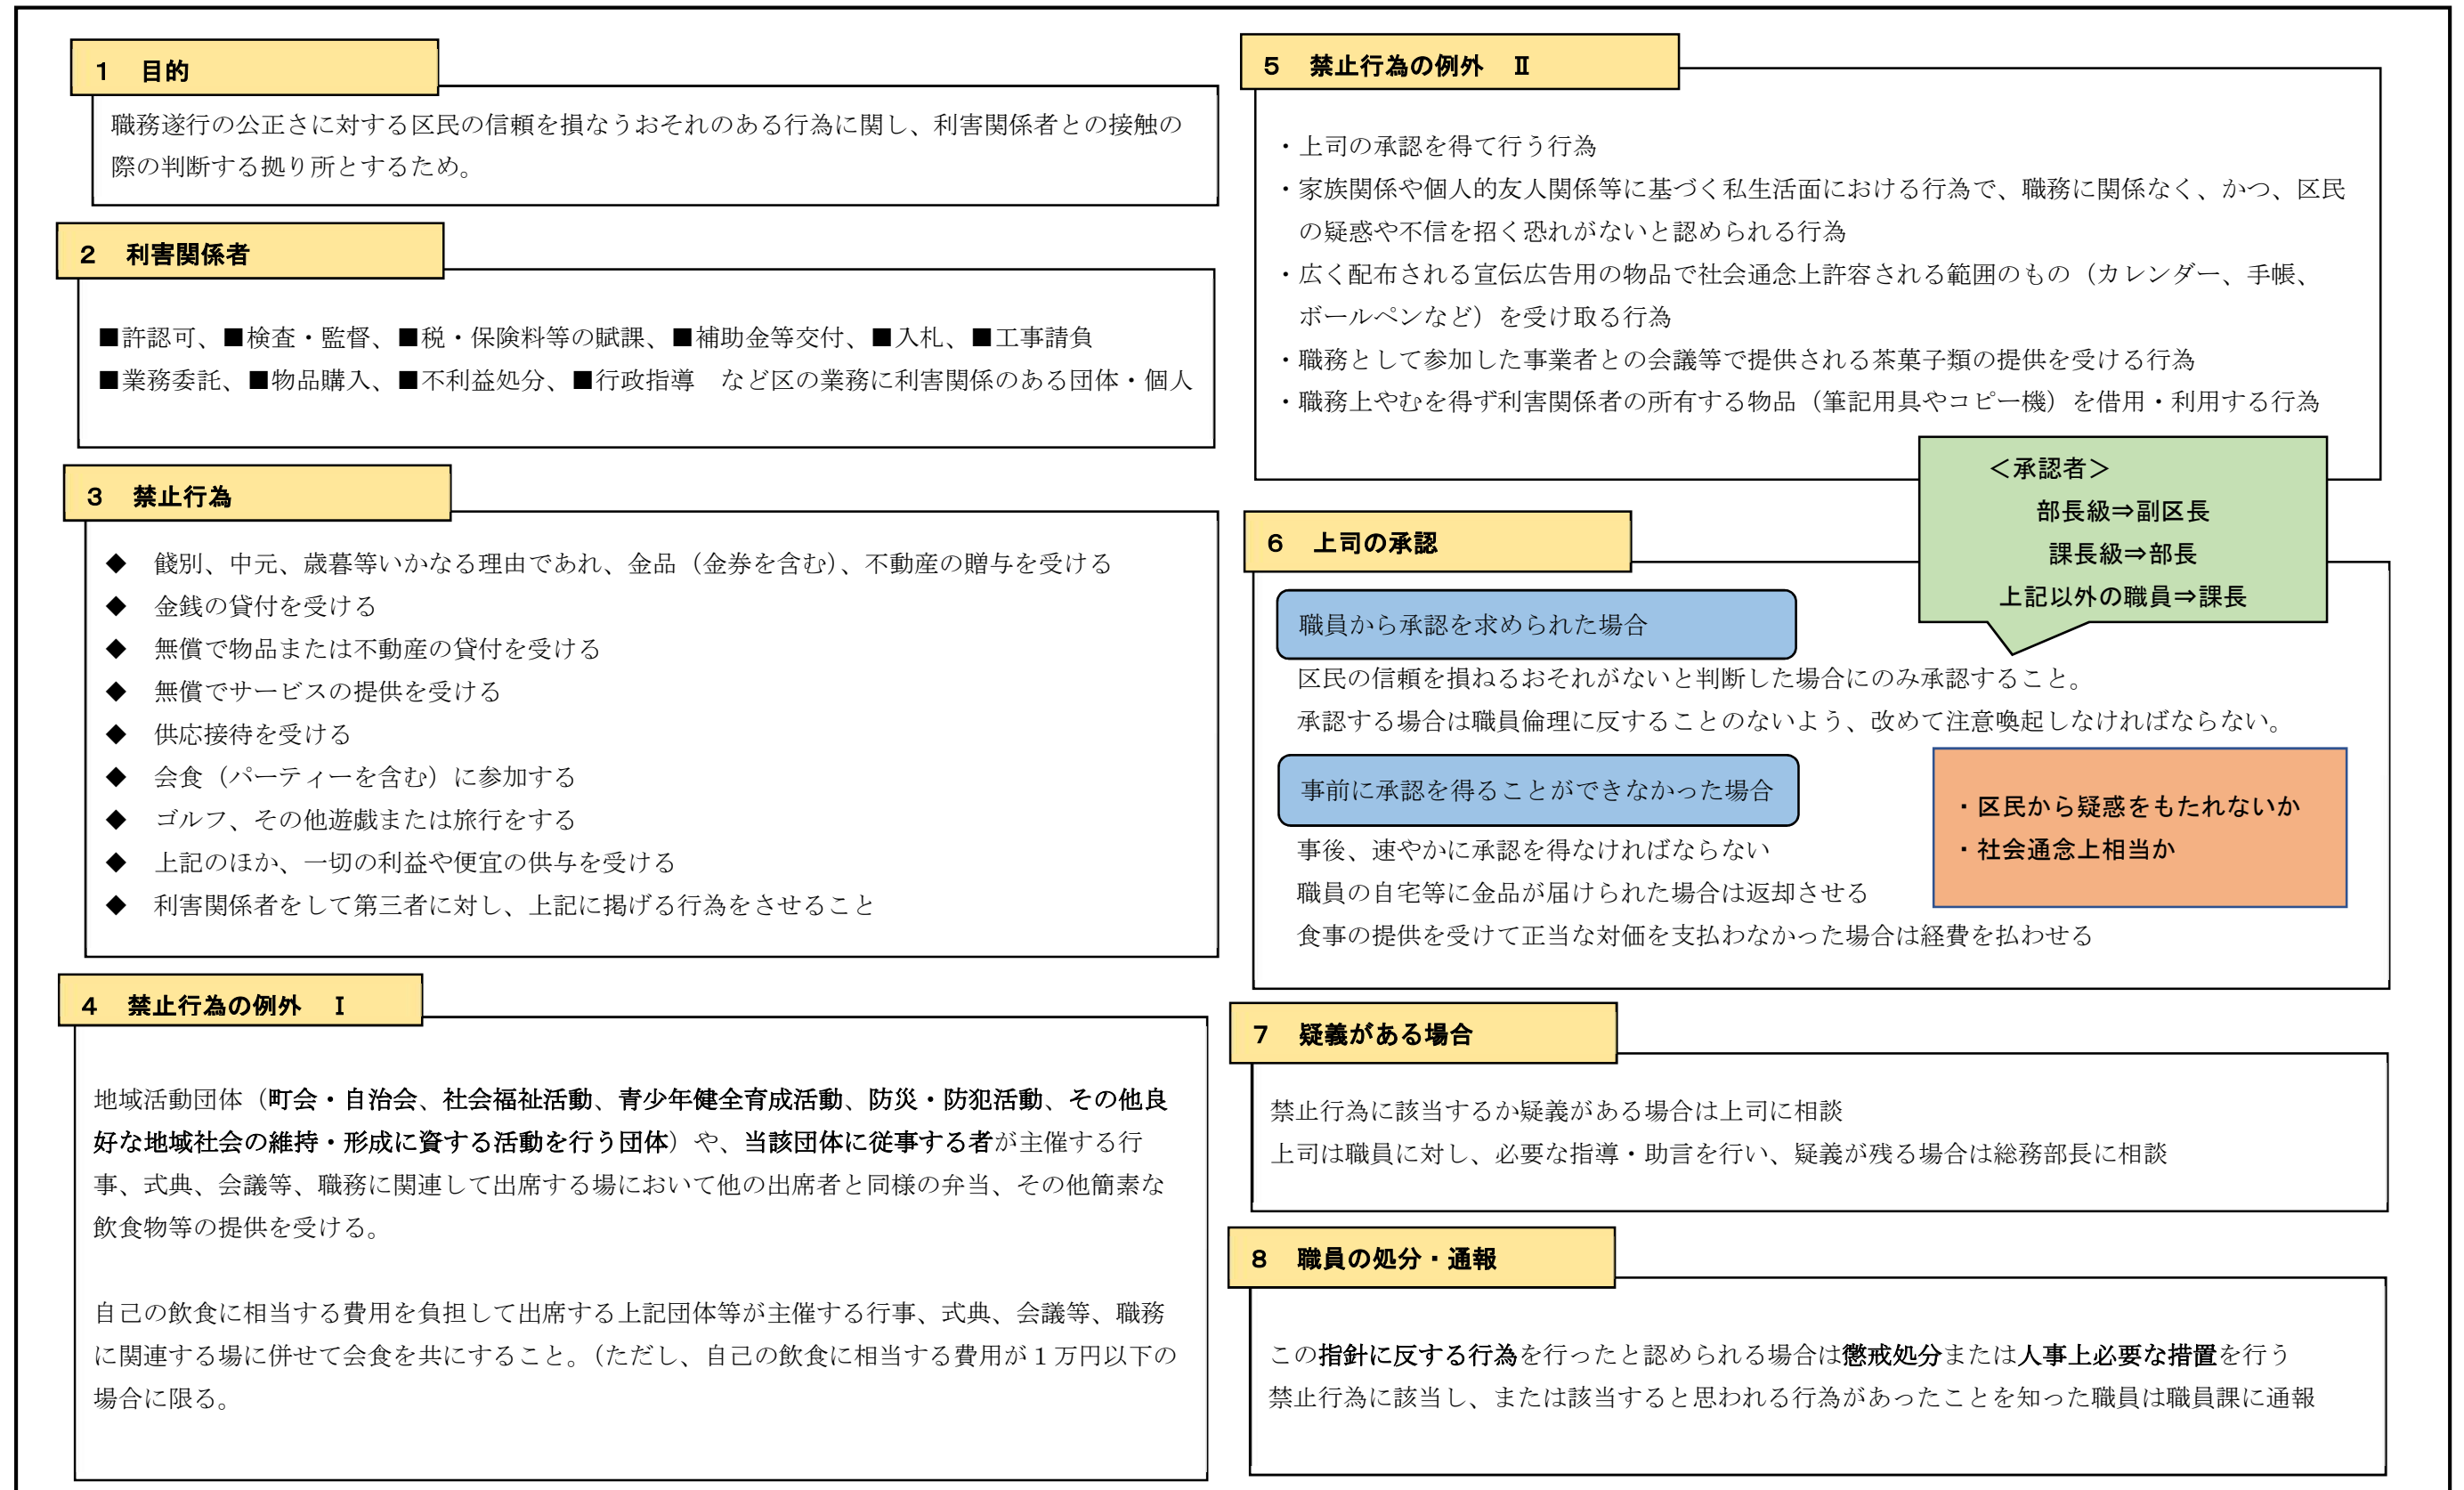 1 目的
職務遂行の公正さに対する区民の信頼を損なうおそれのある行為に関し、利害関係者との接触の
際の判断する拠り所とするため。
2 利害関係者
■許認可、■検査・監督、■税・保険料等の賦課、■補助金等交付、■入札、■工事請負
■業務委託、■物品購入、■不利益処分、■行政指導 など区の業務に利害関係のある団体・個人
3 禁止行為
◆ 餞別、中元、歳暮等いかなる理由であれ、金品（金券を含む）、不動産の贈与を受ける
◆ 金銭の貸付を受ける
◆ 無償で物品または不動産の貸付を受ける
◆ 無償でサービスの提供を受ける
◆ 供応接待を受ける
◆ 会食（パーティーを含む）に参加する
◆ ゴルフ、その他遊戯または旅行をする
◆ 上記のほか、一切の利益や便宜の供与を受ける
◆ 利害関係者をして第三者に対し、上記に掲げる行為をさせること
4 禁止行為の例外 Ⅰ
地域活動団体（町会・自治会、社会福祉活動、青少年健全育成活動、防災・防犯活動、その他良
好な地域社会の維持・形成に資する活動を行う団体）や、当該団体に従事する者が主催する行
事、式典、会議等、職務に関連して出席する場において他の出席者と同様の弁当、その他簡素な
飲食物等の提供を受ける。
自己の飲食に相当する費用を負担して出席する上記団体等が主催する行事、式典、会議等、職務
に関連する場に併せて会食を共にすること。（ただし、自己の飲食に相当する費用が１万円以下の
場合に限る。
5 禁止行為の例外 Ⅱ
・上司の承認を得て行う行為
・家族関係や個人的友人関係等に基づく私生活面における行為で、職務に関係なく、かつ、区民
の疑惑や不信を招く恐れがないと認められる行為
・広く配布される宣伝広告用の物品で社会通念上許容される範囲のもの（カレンダー、手帳、
ボールペンなど）を受け取る行為
・職務として参加した事業者との会議等で提供される茶菓子類の提供を受ける行為
・職務上やむを得ず利害関係者の所有する物品（筆記用具やコピー機）を借用・利用する行為
＜承認者＞
部長級⇒副区長
課長級⇒部長
上記以外の職員⇒課長
6 上司の承認
職員から承認を求められた場合
区民の信頼を損ねるおそれがないと判断した場合にのみ承認すること。
承認する場合は職員倫理に反することのないよう、改めて注意喚起しなければならない。
事前に承認を得ることができなかった場合
事後、速やかに承認を得なければならない
職員の自宅等に金品が届けられた場合は返却させる
食事の提供を受けて正当な対価を支払わなかった場合は経費を払わせる
・区民から疑惑をもたれないか
・社会通念上相当か
7 疑義がある場合
禁止行為に該当するか疑義がある場合は上司に相談
上司は職員に対し、必要な指導・助言を行い、疑義が残る場合は総務部長に相談
8 職員の処分・通報
この指針に反する行為を行ったと認められる場合は懲戒処分または人事上必要な措置を行う
禁止行為に該当し、または該当すると思われる行為があったことを知った職員は職員課に通報